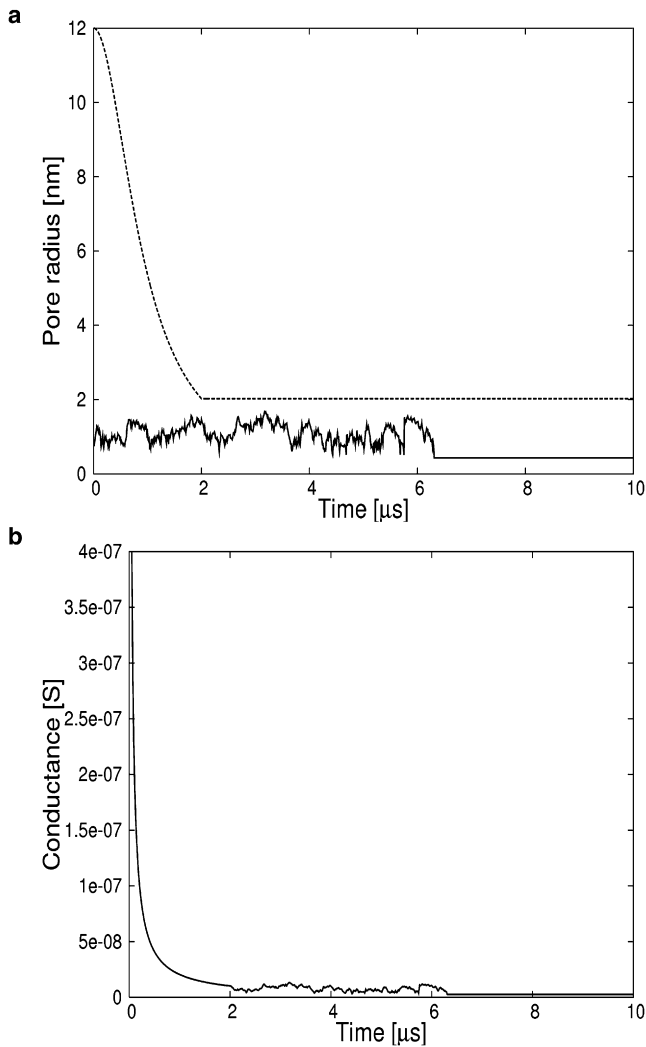 a
12
10
8
6
4
2
0
Pore radius [nm]
0 2 4 6 8 10
Time [μs]
b
4e-07
3.5e-07
3e-07
2.5e-07
2e-07
1.5e-07
1e-07
5e-08
0
Conductance [S]
0 2 4 6 8 10
Time [μs]